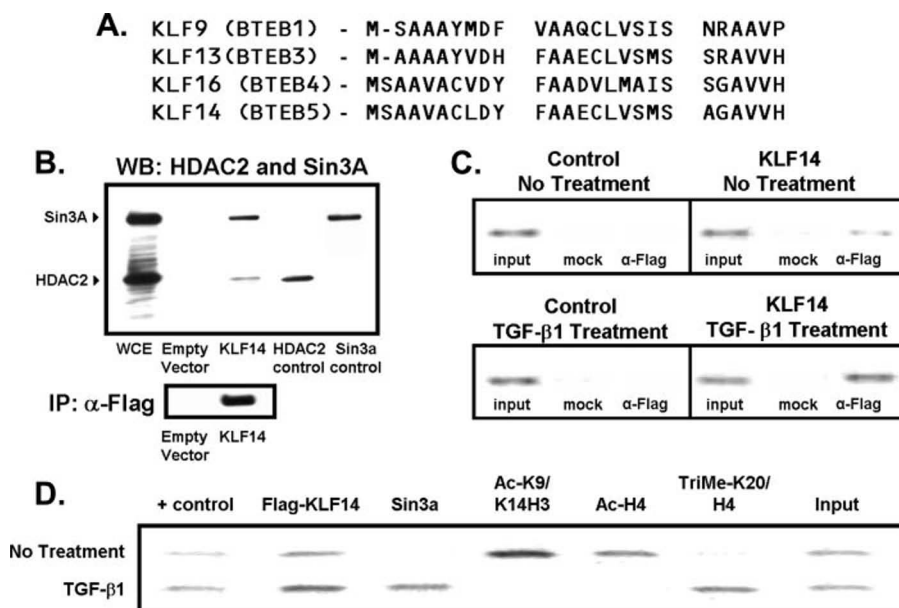 A.
KLF9 (BTEB1) - M-SAAAYMDF VAAQCLVSIS NRAAVP
KLF13(BTEB3) - M-AAAAYVDH FAAECLVSMS SRAVVH
KLF16 (BTEB4)- MSAAVACVDY FAADVLMAIS SGAVVH
KLF14 (BTEB5)- MSAAVACLDY FAAECLVSMS AGAVVH
B.
WB: HDAC2 and Sin3A
Sin3A
HDAC2
WCE Empty Vector KLF14 HDAC2 control Sin3a control
IP: α-Flag
Empty Vector KLF14
C.
Control
No Treatment
KLF14
No Treatment
input mock α-Flag input mock α-Flag
Control
TGF-β1 Treatment
KLF14
TGF- β1 Treatment
input mock α-Flag input mock α-Flag
D.
+ control Flag-KLF14 Sin3a Ac-K9/K14H3 Ac-H4 TriMe-K20/H4 Input
No Treatment
TGF-β1